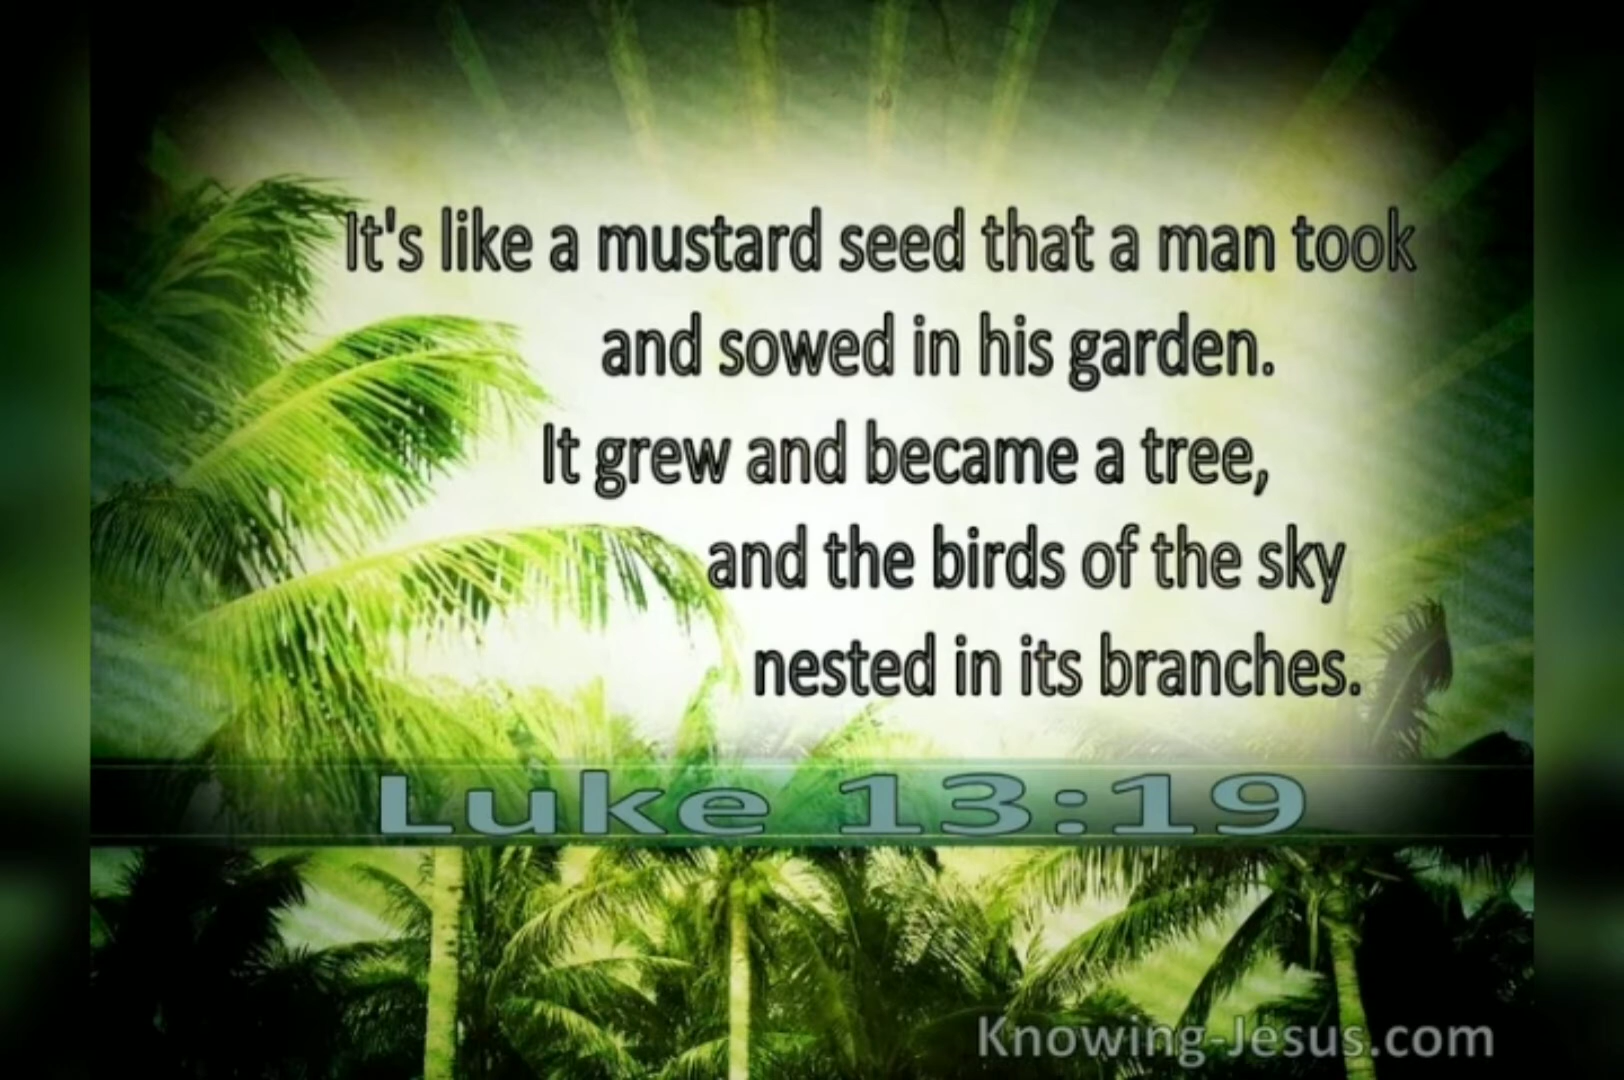 It's like a mustard seed that a man took
and sowed in his garden.
It grew and became a tree,
and the birds of the sky
nested in its branches.
Luke 13:19
Knowing-Jesus.com